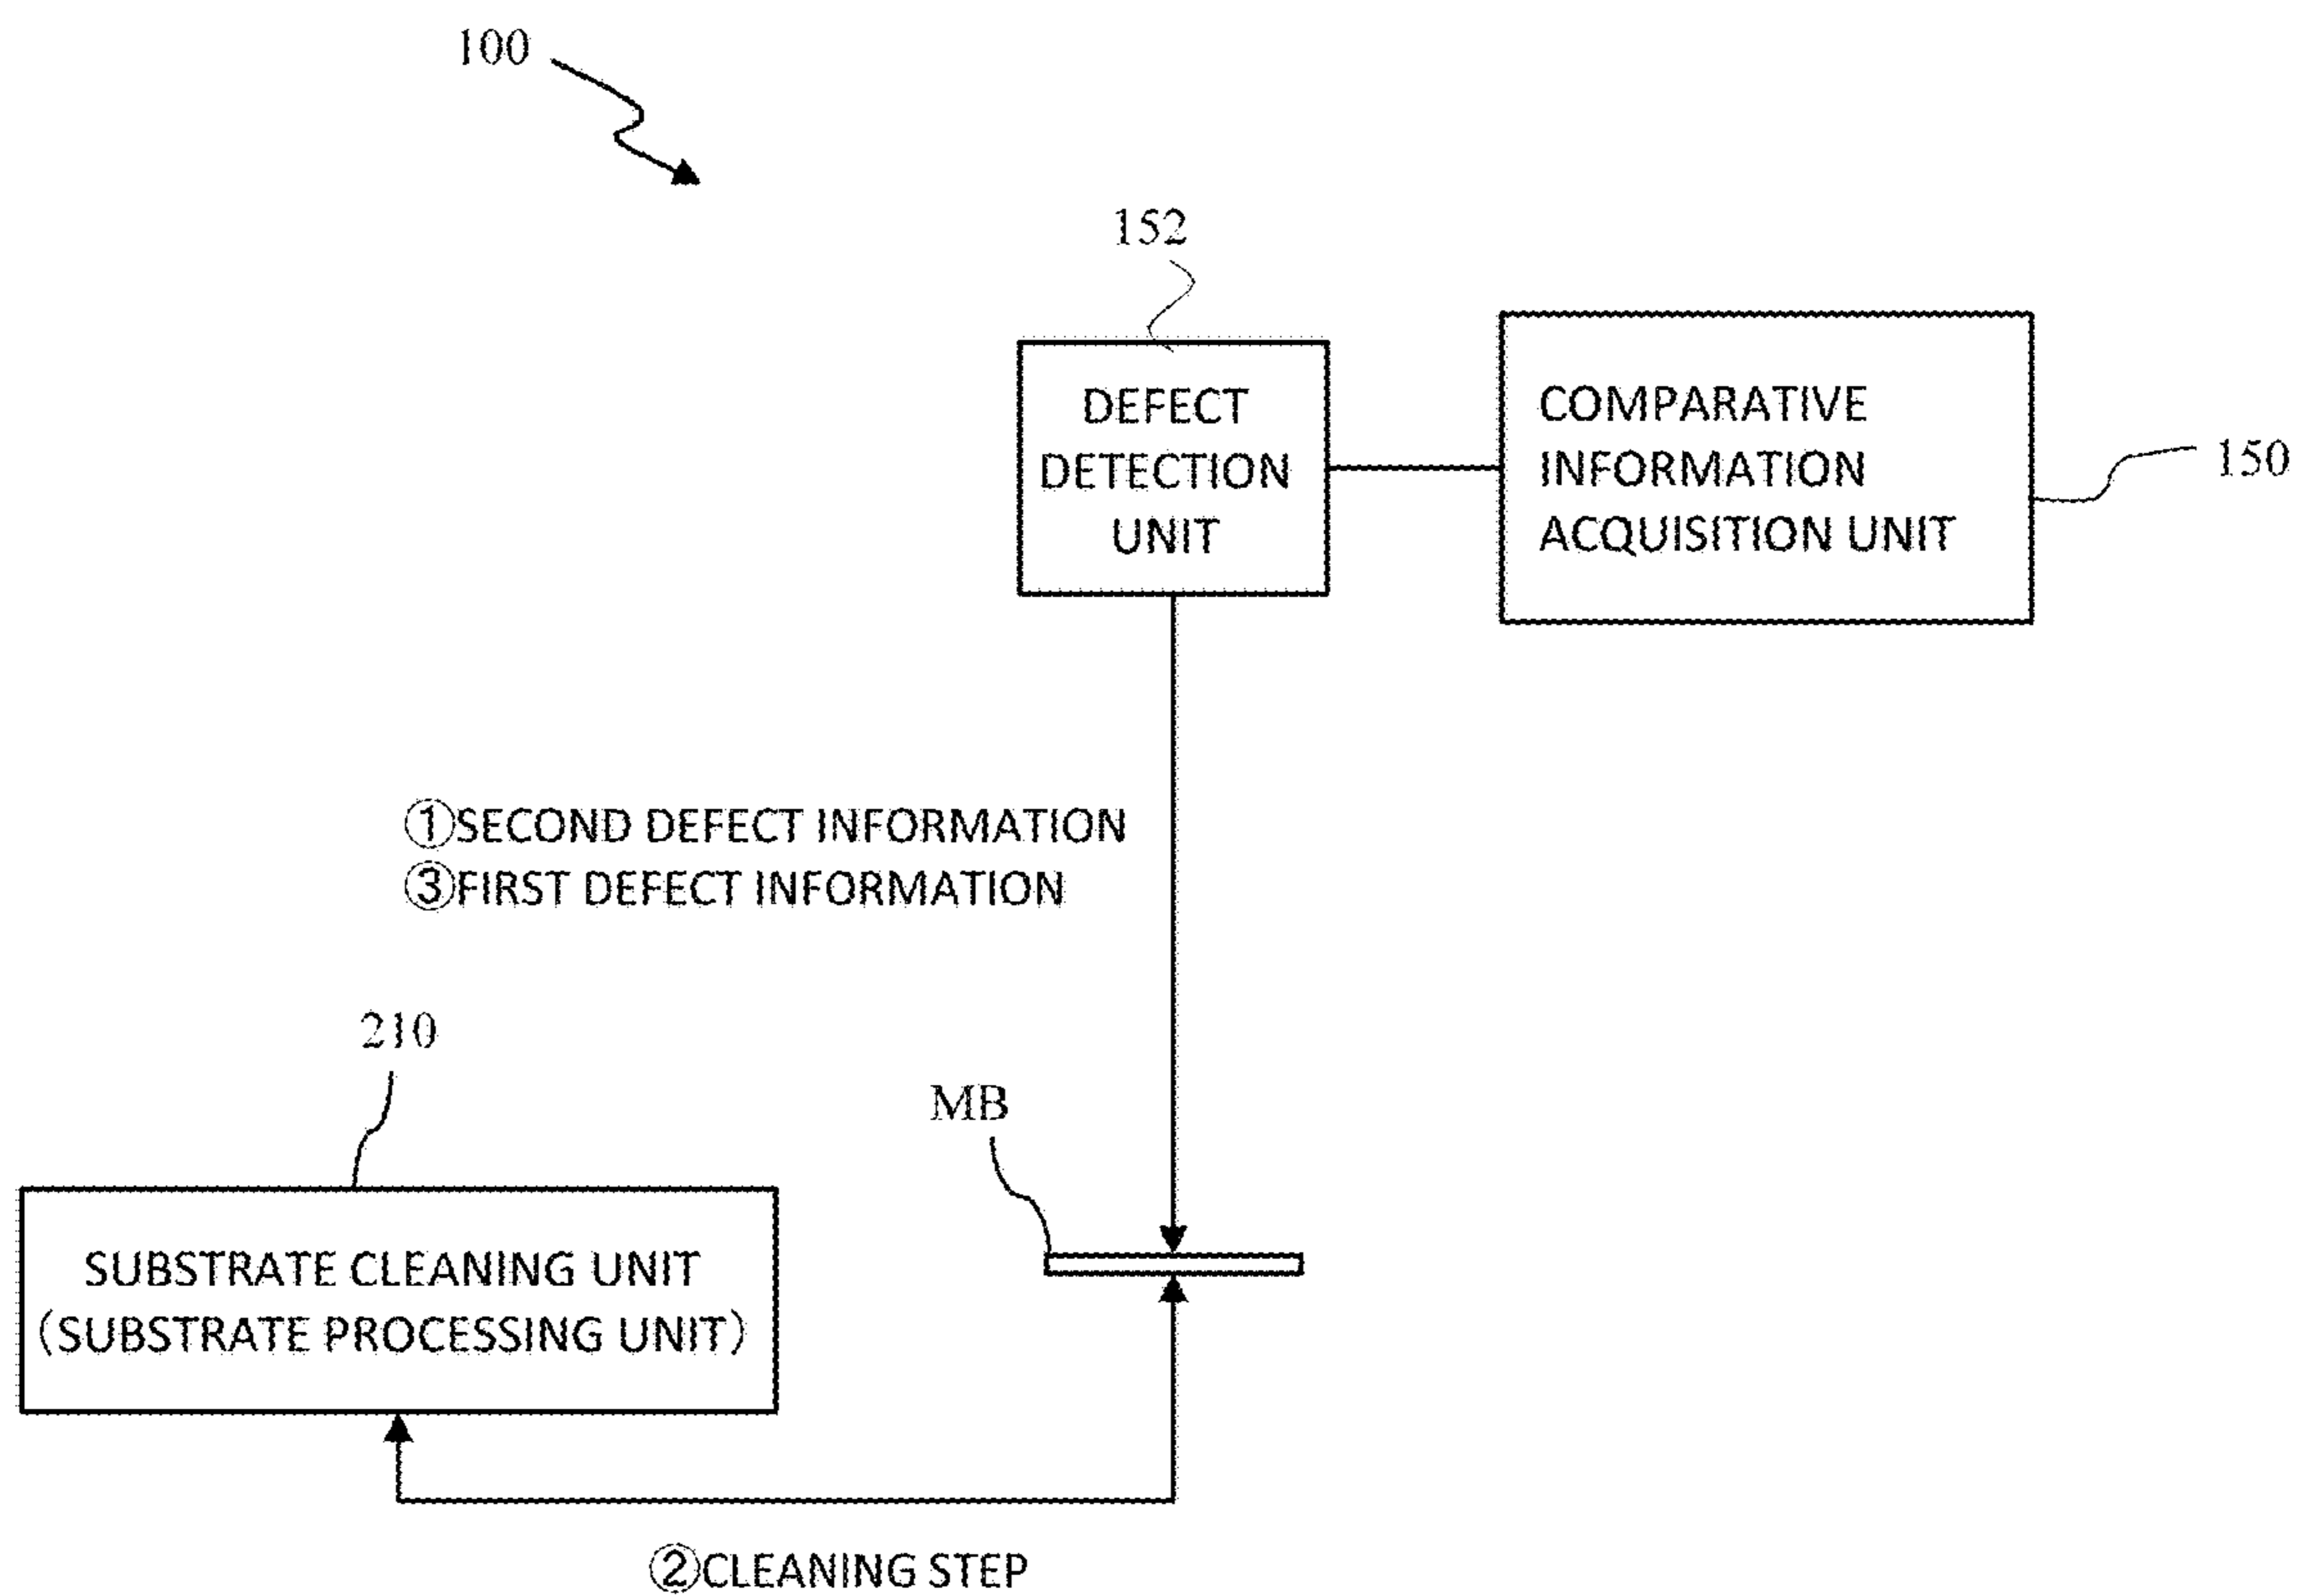 100
152
DEFECT
DETECTION
UNIT
COMPARATIVE
INFORMATION
ACQUISITION UNIT
150
①SECOND DEFECT INFORMATION
③FIRST DEFECT INFORMATION
210
MB
SUBSTRATE CLEANING UNIT
(SUBSTRATE PROCESSING UNIT)
②CLEANING STEP